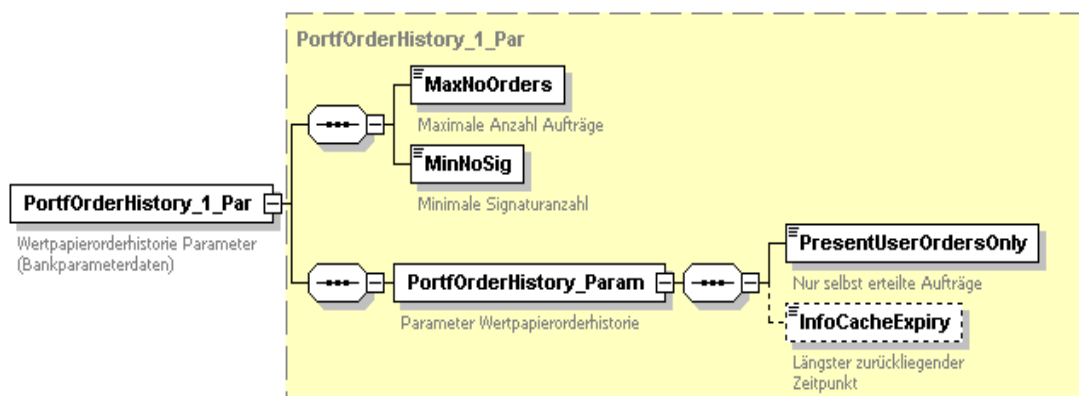 PortfOrderHistory_1_Par
MaxNoOrders
Maximale Anzahl Aufträge
MinNoSig
Minimale Signaturanzahl
PortfOrderHistory_1_Par
Wertpapierorderhistorie Parameter
(Bankparameterdaten)
PortfOrderHistory_Param
Parameter Wertpapierorderhistorie
PresentUserOrdersOnly
Nur selbst erteilte Aufträge
InfoCacheExpiry
Längster zurückliegender
Zeitpunkt